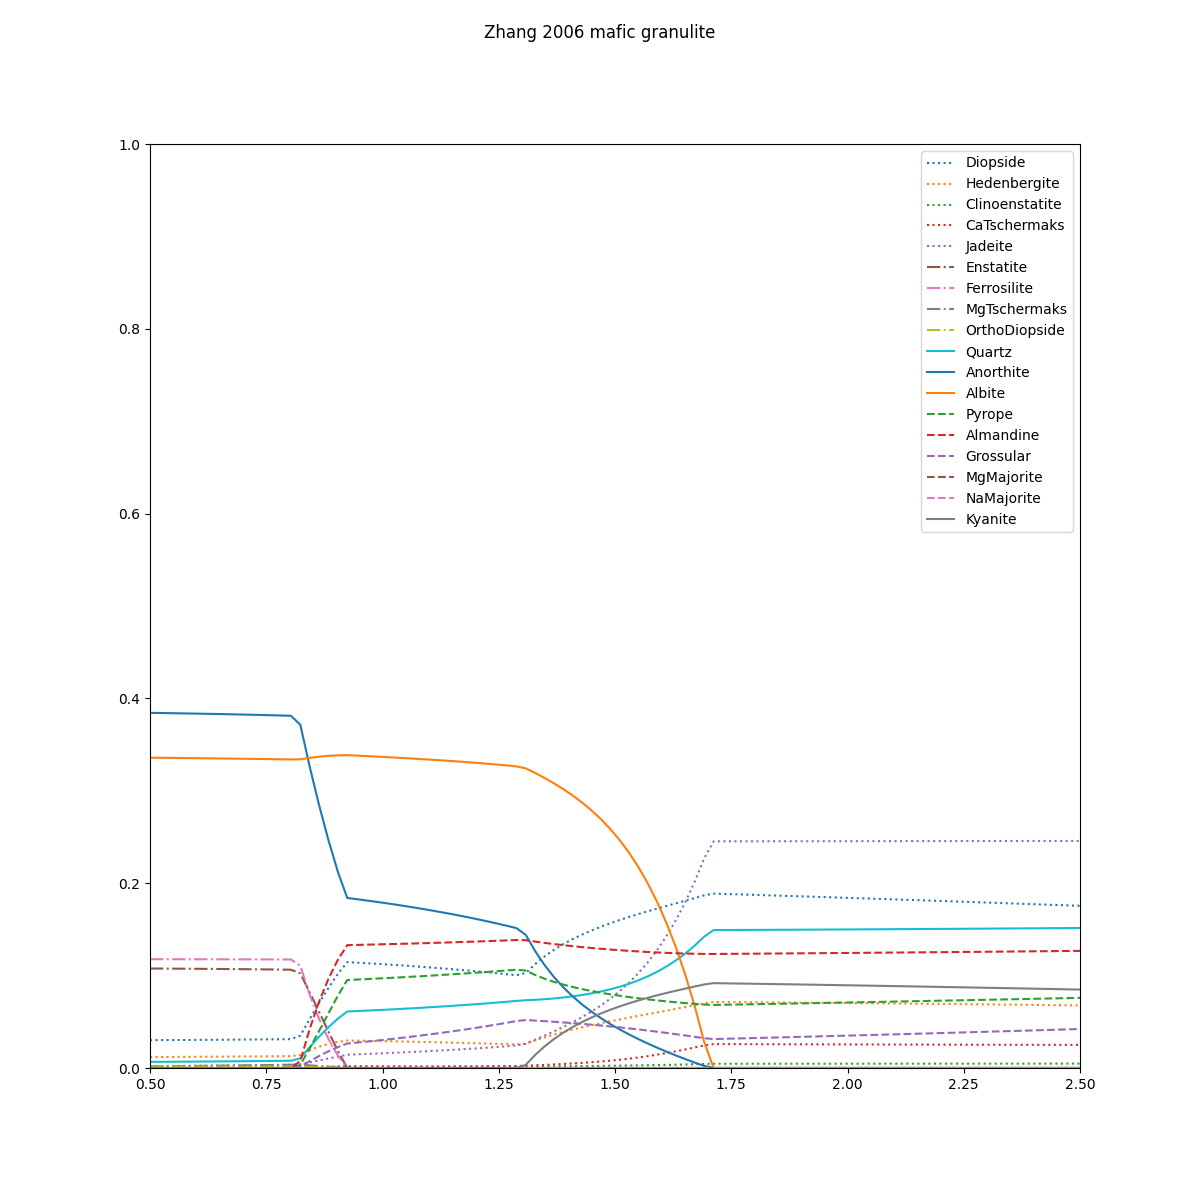 Zhang 2006 mafic granulite
1.0
0.8
0.6
0.4
0.2
0.0
0.50
0.75
1.00
1.25
1.50
1.75
2.00
2.25
2.50
Diopside
Hedenbergite
Clinoenstatite
CaTschermaks
Jadeite
Enstatite
Ferrosilite
MgTschermaks
OrthoDiopside
Quartz
Anorthite
Albite
Pyrope
Almandine
Grossular
MgMajorite
NaMajorite
Kyanite